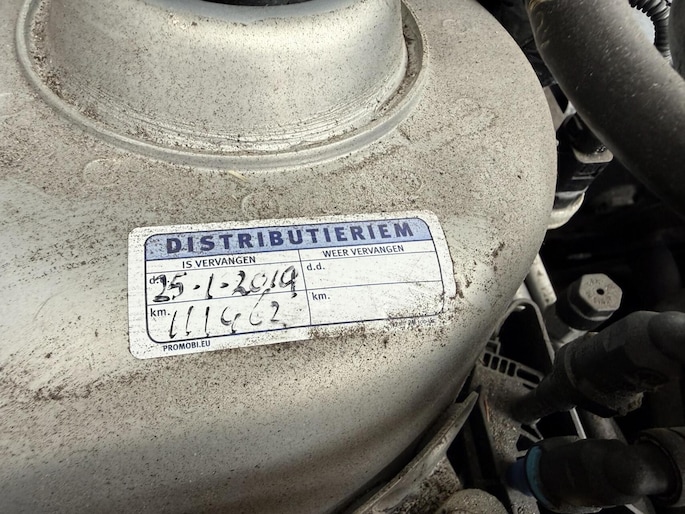 DISTRIBUTIERIEM
IS VERVANGEN
WEER VERVANGEN
d.d. 25-1-2019
d.d.
km. 111462
km.
PROMOBI.EU